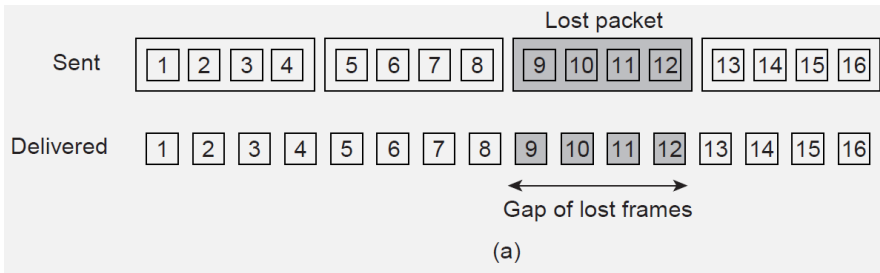 Lost packet
Sent 1 2 3 4 5 6 7 8 9 10 11 12 13 14 15 16
Delivered 1 2 3 4 5 6 7 8 9 10 11 12 13 14 15 16
Gap of lost frames
(a)